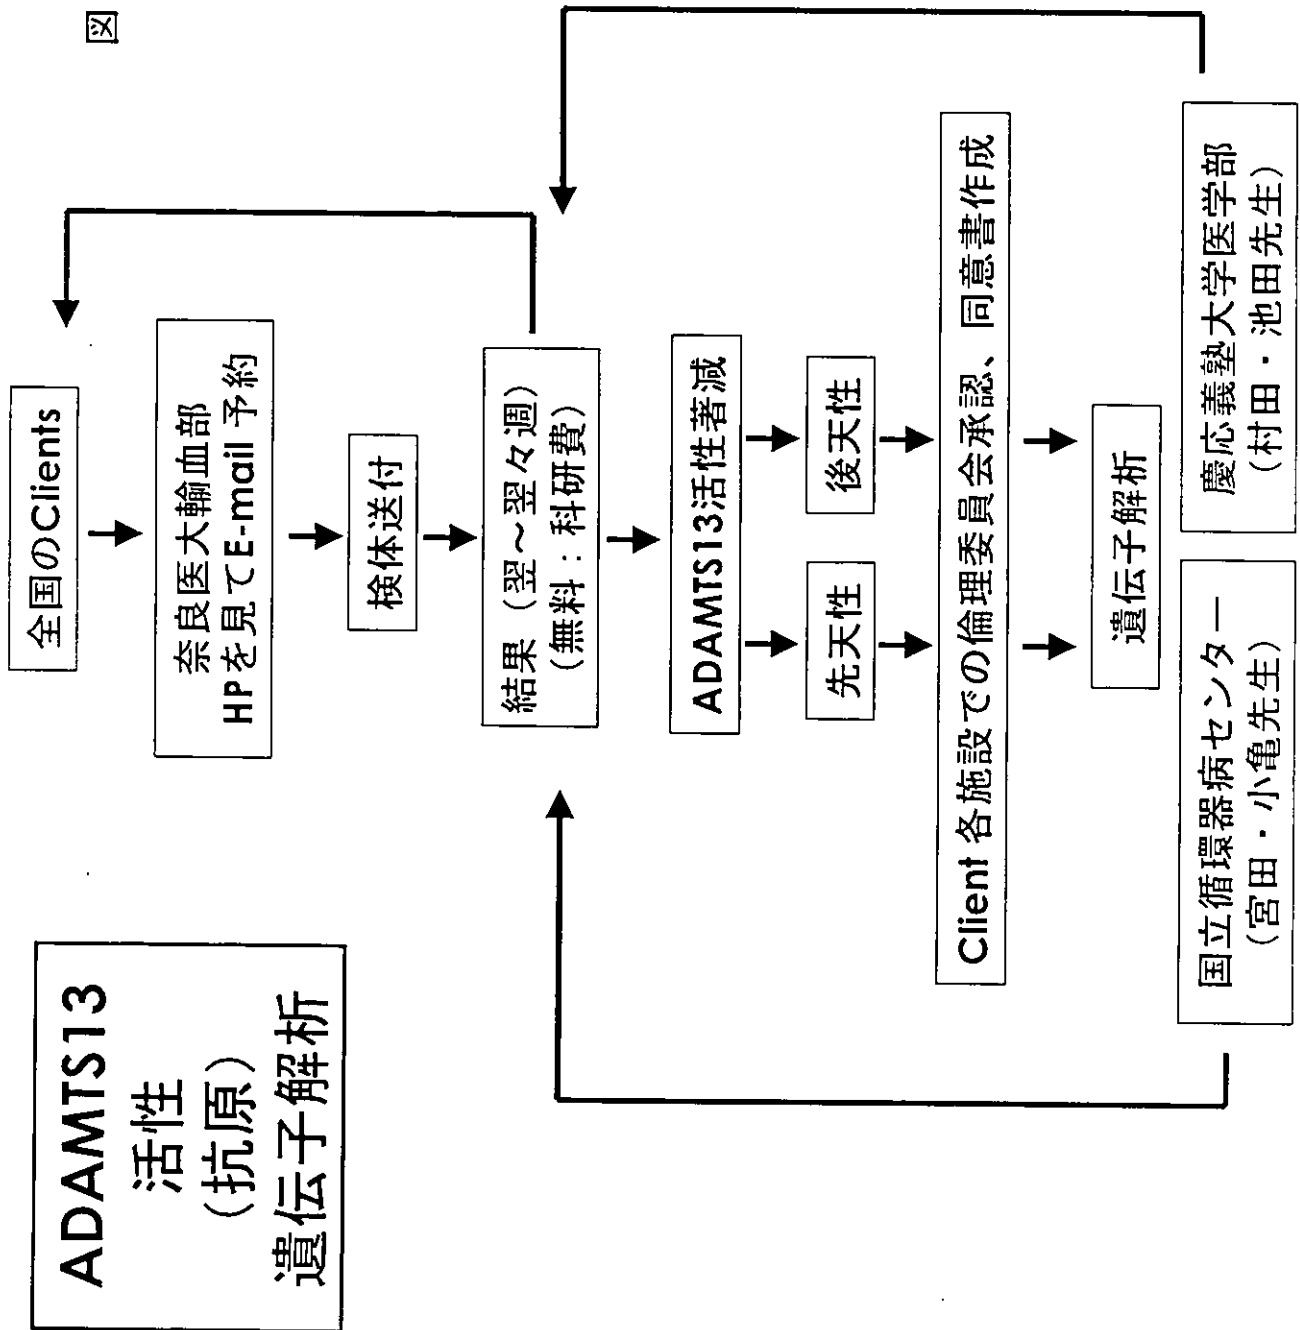 図
ADAMTS13
活性
（抗原）
遺伝子解析
全国のClients
奈良医大輸血部
HPを見てE-mail 予約
検体送付
結果（翌～翌々週）
（無料：科研費）
ADAMTS13活性著減
先天性
後天性
Client 各施設での倫理委員会承認、同意書作成
遺伝子解析
国立循環器病センター
（宮田・小亀先生）
慶応義塾大学医学部
（村田・池田先生）